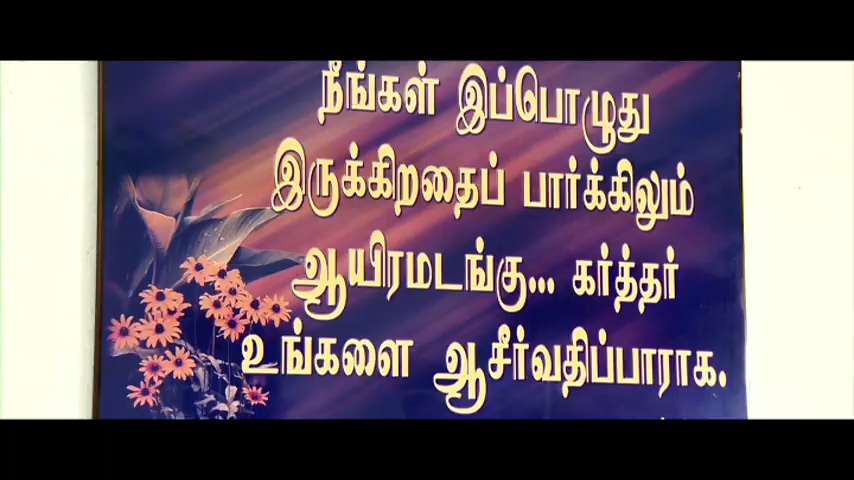 நீங்கள் இப்பொழுது
இருக்கிறதைப் பார்க்கிலும்
ஆயிரமடங்கு... கர்த்தர்
உங்களை ஆசீர்வதிப்பாராக.